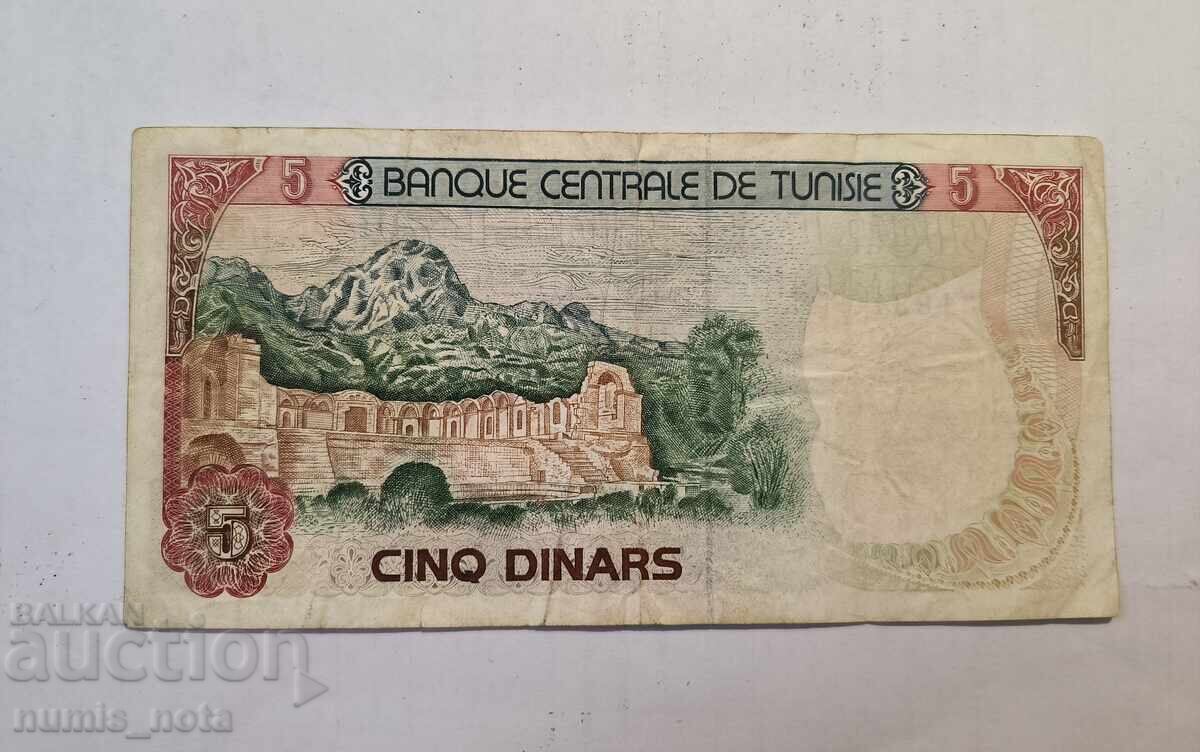 5 BANQUE CENTRALE DE TUNISIE 5
5
CINQ DINARS
BALKAN
auction
numis_nota